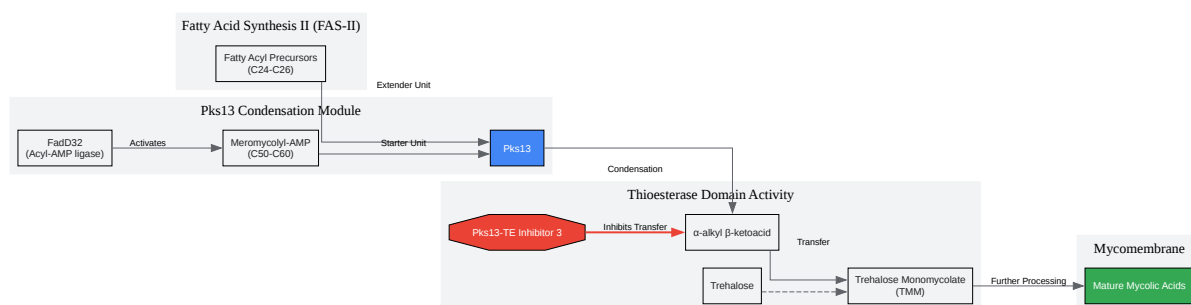 Fatty Acid Synthesis II (FAS-II)
Fatty Acyl Precursors
(C24-C26)
Extender Unit
Pks13 Condensation Module
FadD32
(Acyl-AMP ligase)
Activates
Meromycolyl-AMP
(C50-C60)
Starter Unit
Pks13
Condensation
Thioesterase Domain Activity
Pks13-TE Inhibitor 3
Inhibits Transfer
α-alkyl β-ketoacid
Transfer
Trehalose
Trehalose Monomycolate
(TMM)
Further Processing
Mycomembrane
Mature Mycolic Acids